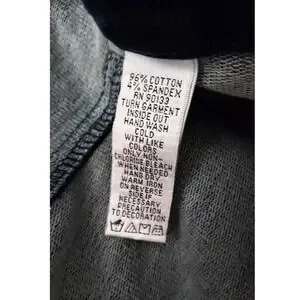 96% COTTON
4% SPANDEX
RN 90133
TURN GARMENT
INSIDE OUT
HAND WASH
COLD
WITH LIKE
COLORS
ONLY NON-
CHLORINE BLEACH
WHEN NEEDED
HANG DRY
WARM IRON
ON REVERSE
SIDE IF
NECESSARY
PRECAUTION
TO DECORATION